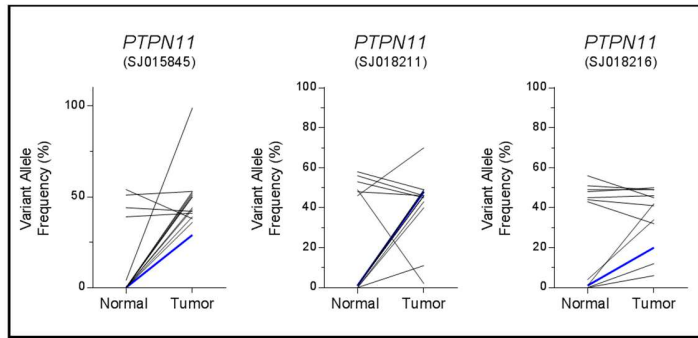 PTPN11
(SJ015845)
Variant Allele
Frequency (%)
100
50
0
Normal Tumor
PTPN11
(SJ018211)
Variant Allele
Frequency (%)
100
80
60
40
20
0
Normal Tumor
PTPN11
(SJ018216)
Variant Allele
Frequency (%)
100
80
60
40
20
0
Normal Tumor